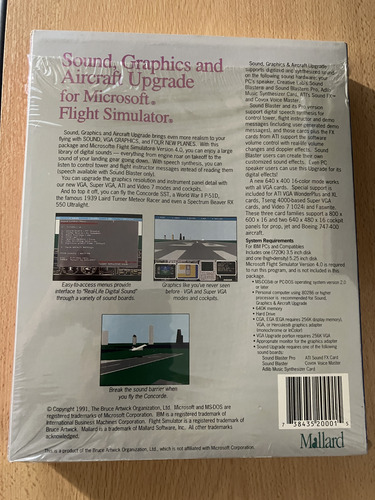 Sound, Graphics and
Aircraft Upgrade
for Microsoft®
Flight Simulator®
Sound, Graphics and Aircraft Upgrade brings even more realism to your
flying with SOUND, VGA GRAPHICS, and FOUR NEW PLANES. With this
package and Microsoft Flight Simulator® Version 4.0, you can enjoy a large
library of digital sounds — everything from engine roar on takeoff to the
sound of your landing gear going down. With speech synthesis, you can
listen to control tower and flight instructor messages instead of reading them
(speech available with Sound Blaster only)
You can upgrade the graphics resolution and instrument panel detail with
our new VGA, Super VGA, ATI and Video 7 modes and cockpits.
And to top it off, you can fly the Concorde SST, a World War II P-51D,
the famous 1939 Laird Turner Meteor Racer and even a Spectrum Beaver RX
550 Ultralight.
Easy-to-access menus provide
interface to "Real-Life Digital Sound"
through a variety of sound boards.
Graphics like you've never seen
before - VGA and Super VGA
modes and cockpits.
Break the sound barrier when
you fly the Concorde.
© Copyright 1991, The Bruce Artwick Organization, Ltd. Microsoft and MS-DOS are
registered trademarks of Microsoft Corporation. IBM is a registered trademark of
International Business Machines Corporation. Flight Simulator is a registered trademark of
Bruce Artwick. Mallard is a trademark of Mallard Software, Inc. All other trademarks
acknowledged.
This is a product of the Bruce Artwick Organization, Ltd., which is not affiliated with Microsoft Corporation.
Sound, Graphics & Aircraft Upgrade
supports digitized and synthesized sound
on the following sound hardware: your
PC's speaker, Creative Lab's Sound
Blaster® and Sound Blaster® Pro, Adlib
Music Synthesizer Card, ATI's Sound FX™
and Covox Voice Master.
Sound Blaster and its Pro version
support digital speech synthesis for
control tower, flight instructor and demo
messages (including user generated demo
messages), and these cards plus the FX
cards from ATI support the software
volume control with real-life volume
changes and doppler effects. Sound
Blaster users can create their own
customized sound effects. Even PC
speaker users can use this Upgrade for its
digital effects!
A new 640 x 400 16-color mode works
with all VGA cards. Special support is
included for ATI VGA WonderPlus and XL
cards, Tseng 4000-based Super VGA
cards, and Video 7 1024 and Fastwrite.
These three card families support a 800 x
600 x 16 and two 640 x 480 x 16 cockpit
panels for prop, jet and Boeing 747-400
aircraft.
System Requirements
For IBM PCs and Compatibles
Includes one (720K) 3.5 inch disk
and one high-density 5.25 inch disk
Microsoft Flight Simulator Version 4.0 is required
to run this program, and is not included in this
package.
• MS-DOS® or PC-DOS operating system version 2.0
or later
• Personal computer using 80286 or higher
processor is recommended for Sound,
Graphics & Aircraft Upgrade
• 640K memory
• Hard Drive
• CGA, EGA (EGA requires 256K display memory),
VGA, or Hercules® graphics adapter
(monochrome or InColor)
• VGA Upgrade portion requires 256K VGA
• Appropriate monitor for the graphics adapter
• Sound Upgrade requires one of the following
sound boards:
Sound Blaster Pro ATI Sound FX Card
Sound Blaster Covox Voice Master
Adlib Music Synthesizer Card
7 38435 20001 5
Mallard